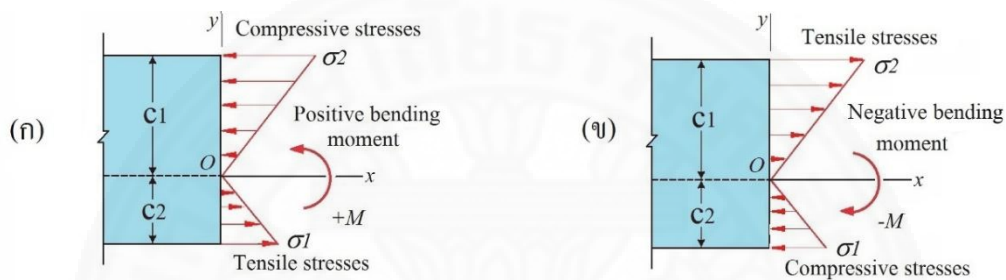 (ก)
y
Compressive stresses
σ2
c1
Positive bending
moment
O
x
c2
+M
σ1
Tensile stresses
(ข)
y
Tensile stresses
σ2
c1
Negative bending
moment
O
x
c2
-M
σ1
Compressive stresses